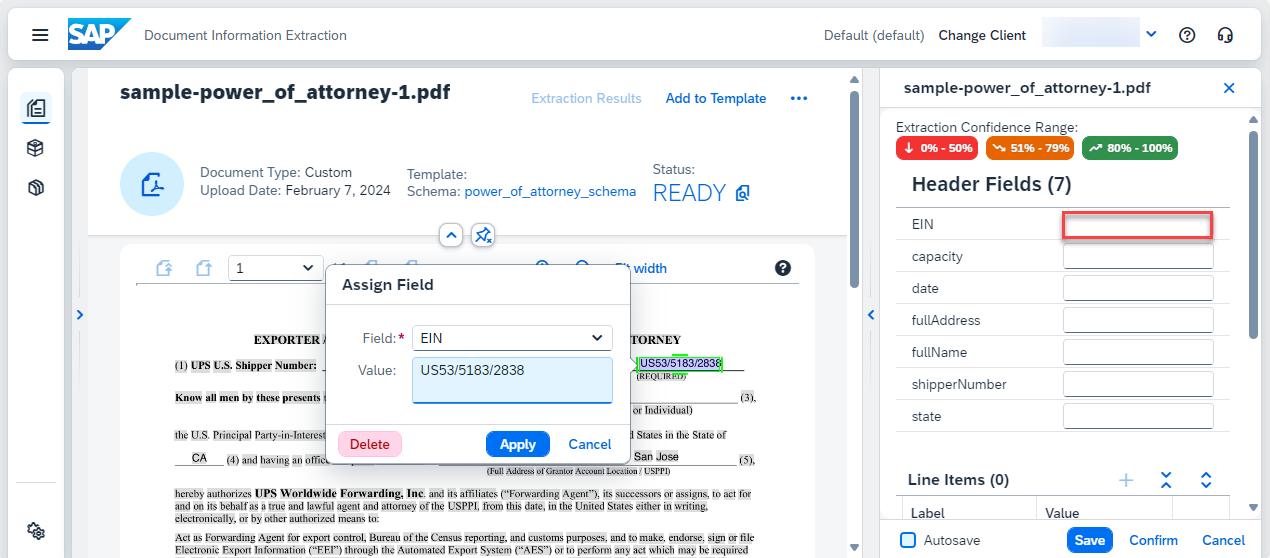 SAP Document Information Extraction Default (default) Change Client
sample-power_of_attorney-1.pdf
Extraction Results Add to Template
Document Type: Custom
Upload Date: February 7, 2024
Template:
Schema: power_of_attorney_schema
Status:
READY
1
Fit width
Assign Field
Field:* EIN
Value: US53/5183/2838
Delete Apply Cancel
EXPORTER
TORNEY
(1) UPS U.S. Shipper Number:
US53/5183/2838
(REQUIRED)
Know all men by these presents
(3),
or Individual)
the U.S. Principal Party-in-Interest
States in the State of
CA (4) and having an
San Jose (5),
(Full Address of Grantor Account Location / USPPI)
hereby authorizes UPS Worldwide Forwarding, Inc. and its affiliates (“Forwarding Agent”), its successors or assigns, to act for
and on its behalf as a true and lawful agent and attorney of the USPPI, from this date, in the United States either in writing,
electronically, or by other authorized means to:
Act as Forwarding Agent for export control, Bureau of the Census reporting, and customs purposes, and to make, endorse, sign or file
Electronic Export Information (“EEI”) through the Automated Export System (“AES”) or to perform any act which may be required
sample-power_of_attorney-1.pdf
Extraction Confidence Range:
0% - 50% 51% - 79% 80% - 100%
Header Fields (7)
EIN
capacity
date
fullAddress
fullName
shipperNumber
state
Line Items (0)
Label Value
Autosave Save Confirm Cancel